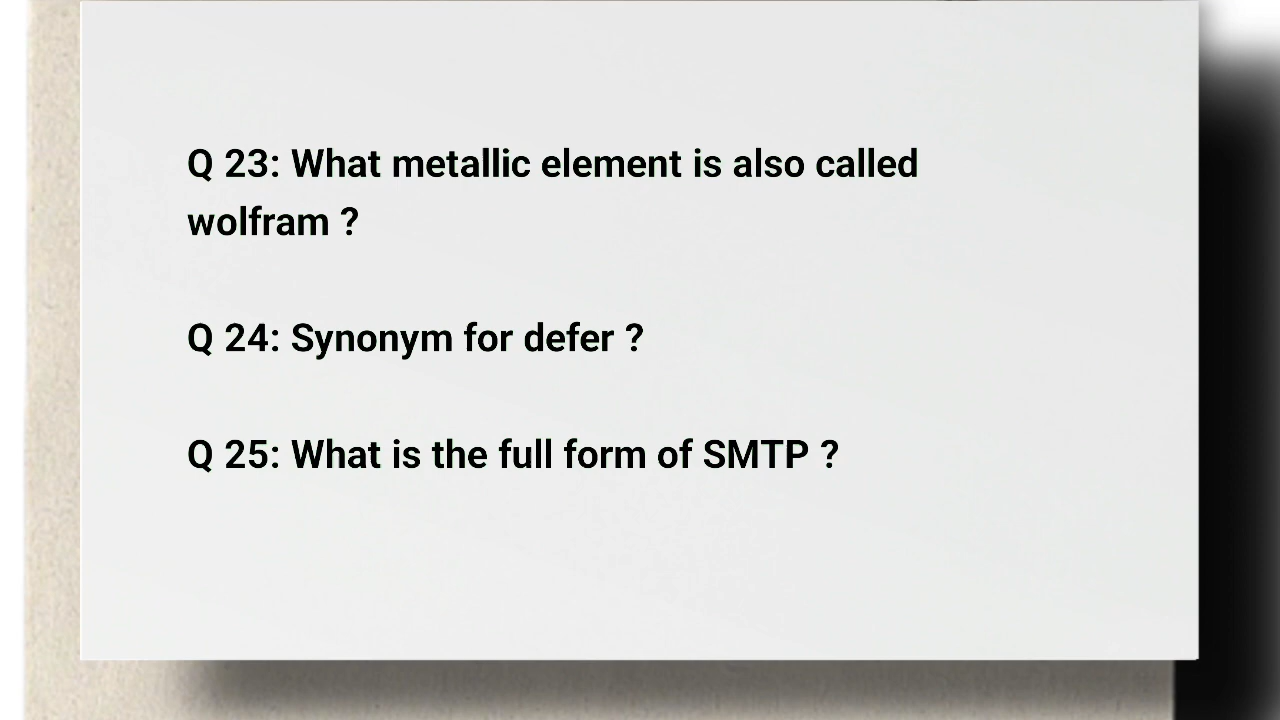 Q 23: What metallic element is also called
wolfram ?
Q 24: Synonym for defer ?
Q 25: What is the full form of SMTP ?